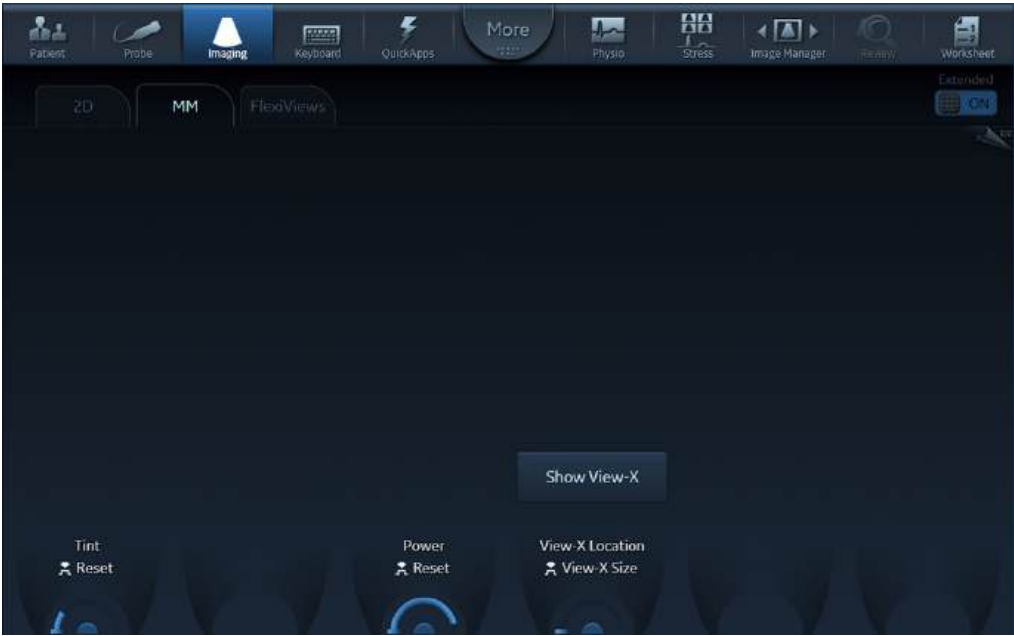 Patient
Probe
Imaging
Keyboard
QuickApps
More
Physio
Stress
Image Manager
Review
Worksheet
Extended
ON
2D
MM
FlexiViews
Show View-X
Tint
Reset
Power
Reset
View-X Location
View-X Size